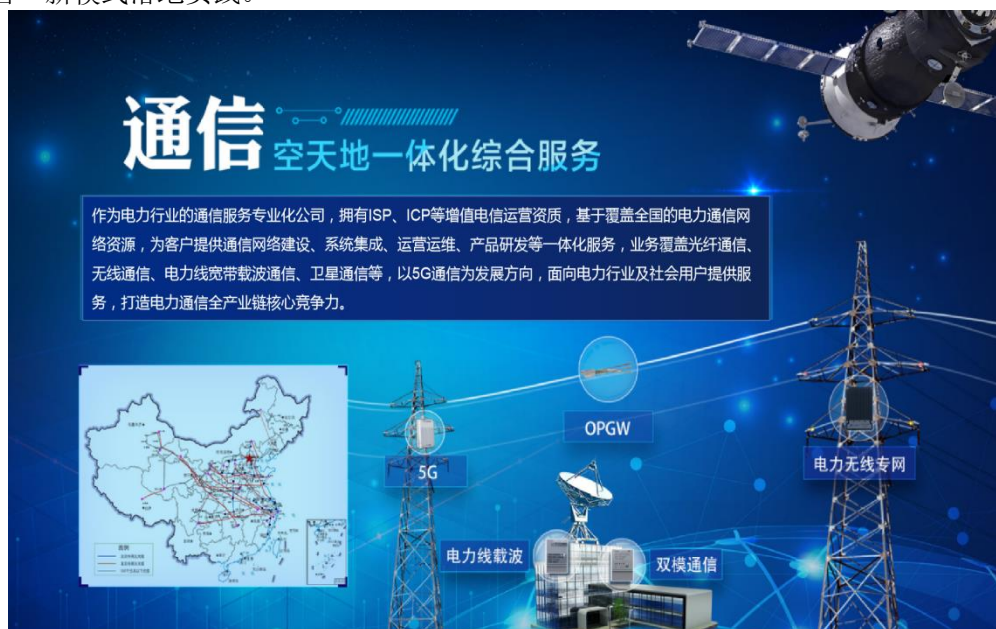 通信
空天地一体化综合服务
作为电力行业的通信服务专业化公司，拥有ISP、ICP等增值电信运营资质，基于覆盖全国的电力通信网
络资源，为客户提供通信网络建设、系统集成、运营运维、产品研发等一体化服务，业务覆盖光纤通信、
无线通信、电力线宽带载波通信、卫星通信等，以5G通信为发展方向，面向电力行业及社会用户提供服
务，打造电力通信全产业链核心竞争力。
OPGW
5G
电力无线专网
电力线载波
双模通信
图例